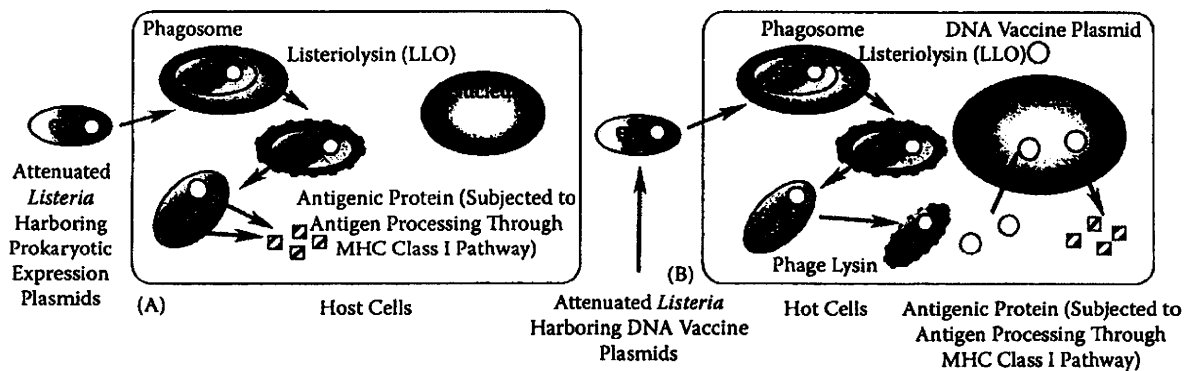 Phagosome
Listeriolysin (LLO)
Attenuated
Listeria
Harboring
Prokaryotic
Expression
Plasmids
Antigenic Protein (Subjected to
Antigen Processing Through
MHC Class I Pathway)
(A)
Host Cells
Phagosome
DNA Vaccine Plasmid
Listeriolysin (LLO)
Phage Lysin
(B)
Attenuated Listeria
Harboring DNA Vaccine
Plasmids
Hot Cells
Antigenic Protein (Subjected to
Antigen Processing Through
MHC Class I Pathway)